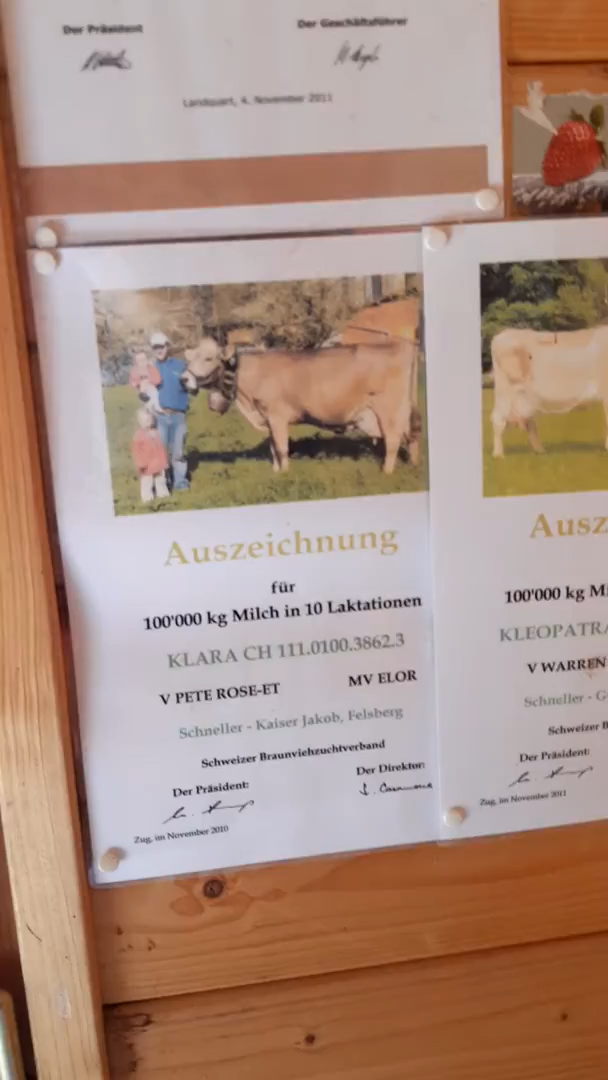 Der Präsident
Der Geschäftsführer
Landquart, 4. November 2011
Auszeichnung
für
100'000 kg Milch in 10 Laktationen
KLARA CH 111.0100.3862.3
V PETE ROSE-ET MV ELOR
Schneller - Kaiser Jakob, Felsberg
Schweizer Braunviehzuchtverband
Der Präsident: Der Direktor:
Zug, im November 2010
Ausz
100'000 kg M
KLEOPATRA
V WARREN
Schneller - G
Schweizer B
Der Präsident:
Zug, im November 2011